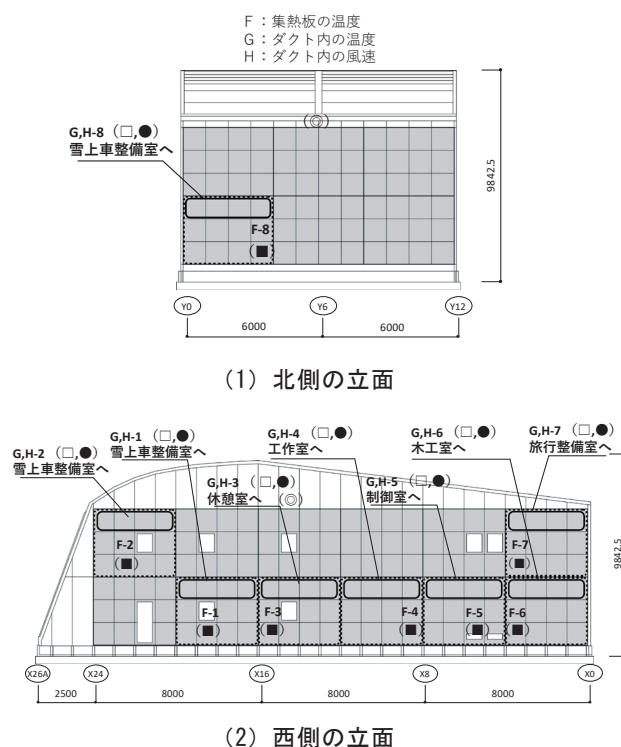 F：集熱板の温度
G：ダクト内の温度
H：ダクト内の風速
(◎)
G,H-8 （□,●）
雪上車整備室へ
F-8
(■)
9842.5
Y0
Y6
Y12
6000
6000
(1) 北側の立面
G,H-2 （□,●）
雪上車整備室へ
G,H-1 （□,●）
雪上車整備室へ
G,H-3 （□,●）
休憩室へ
(◎)
G,H-4 （□,●）
工作室へ
G,H-5 （□,●）
制御室へ
G,H-6 （□,●）
木工室へ
G,H-7 （□,●）
旅行整備室へ
F-2
(■)
F-7
(■)
F-1
(■)
F-3
(■)
F-4
(■)
F-5
(■)
F-6
(■)
9842.5
X26A
X24
X16
X8
X0
2500
8000
8000
8000
(2) 西側の立面